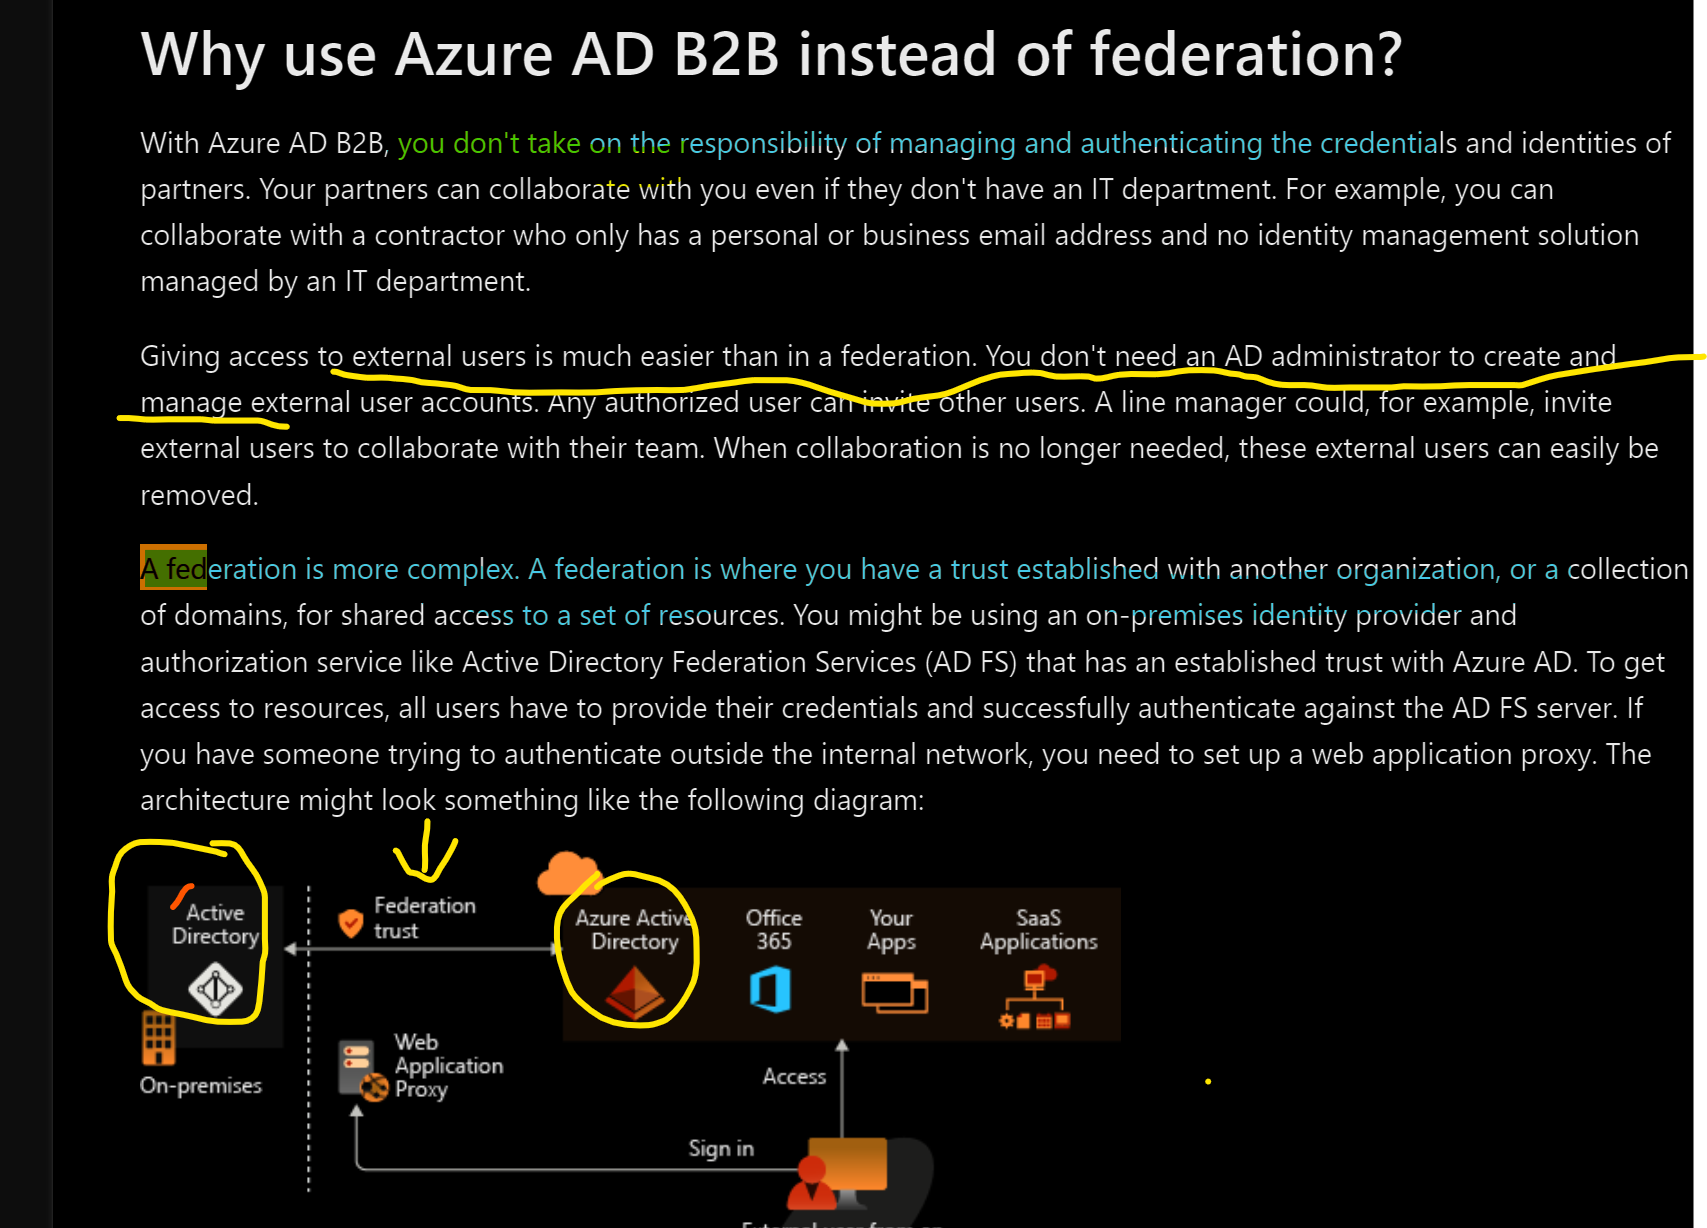 Why use Azure AD B2B instead of federation?
With Azure AD B2B, you don't take on the responsibility of managing and authenticating the credentials and identities of
partners. Your partners can collaborate with you even if they don't have an IT department. For example, you can
collaborate with a contractor who only has a personal or business email address and no identity management solution
managed by an IT department.
Giving access to external users is much easier than in a federation. You don't need an AD administrator to create and
manage external user accounts. Any authorized user can invite other users. A line manager could, for example, invite
external users to collaborate with their team. When collaboration is no longer needed, these external users can easily be
removed.
A federation is more complex. A federation is where you have a trust established with another organization, or a collection
of domains, for shared access to a set of resources. You might be using an on-premises identity provider and
authorization service like Active Directory Federation Services (AD FS) that has an established trust with Azure AD. To get
access to resources, all users have to provide their credentials and successfully authenticate against the AD FS server. If
you have someone trying to authenticate outside the internal network, you need to set up a web application proxy. The
architecture might look something like the following diagram:
Active
Directory
On-premises
Federation
trust
Web
Application
Proxy
Azure Active
Directory
Office
365
Your
Apps
SaaS
Applications
Access
Sign in